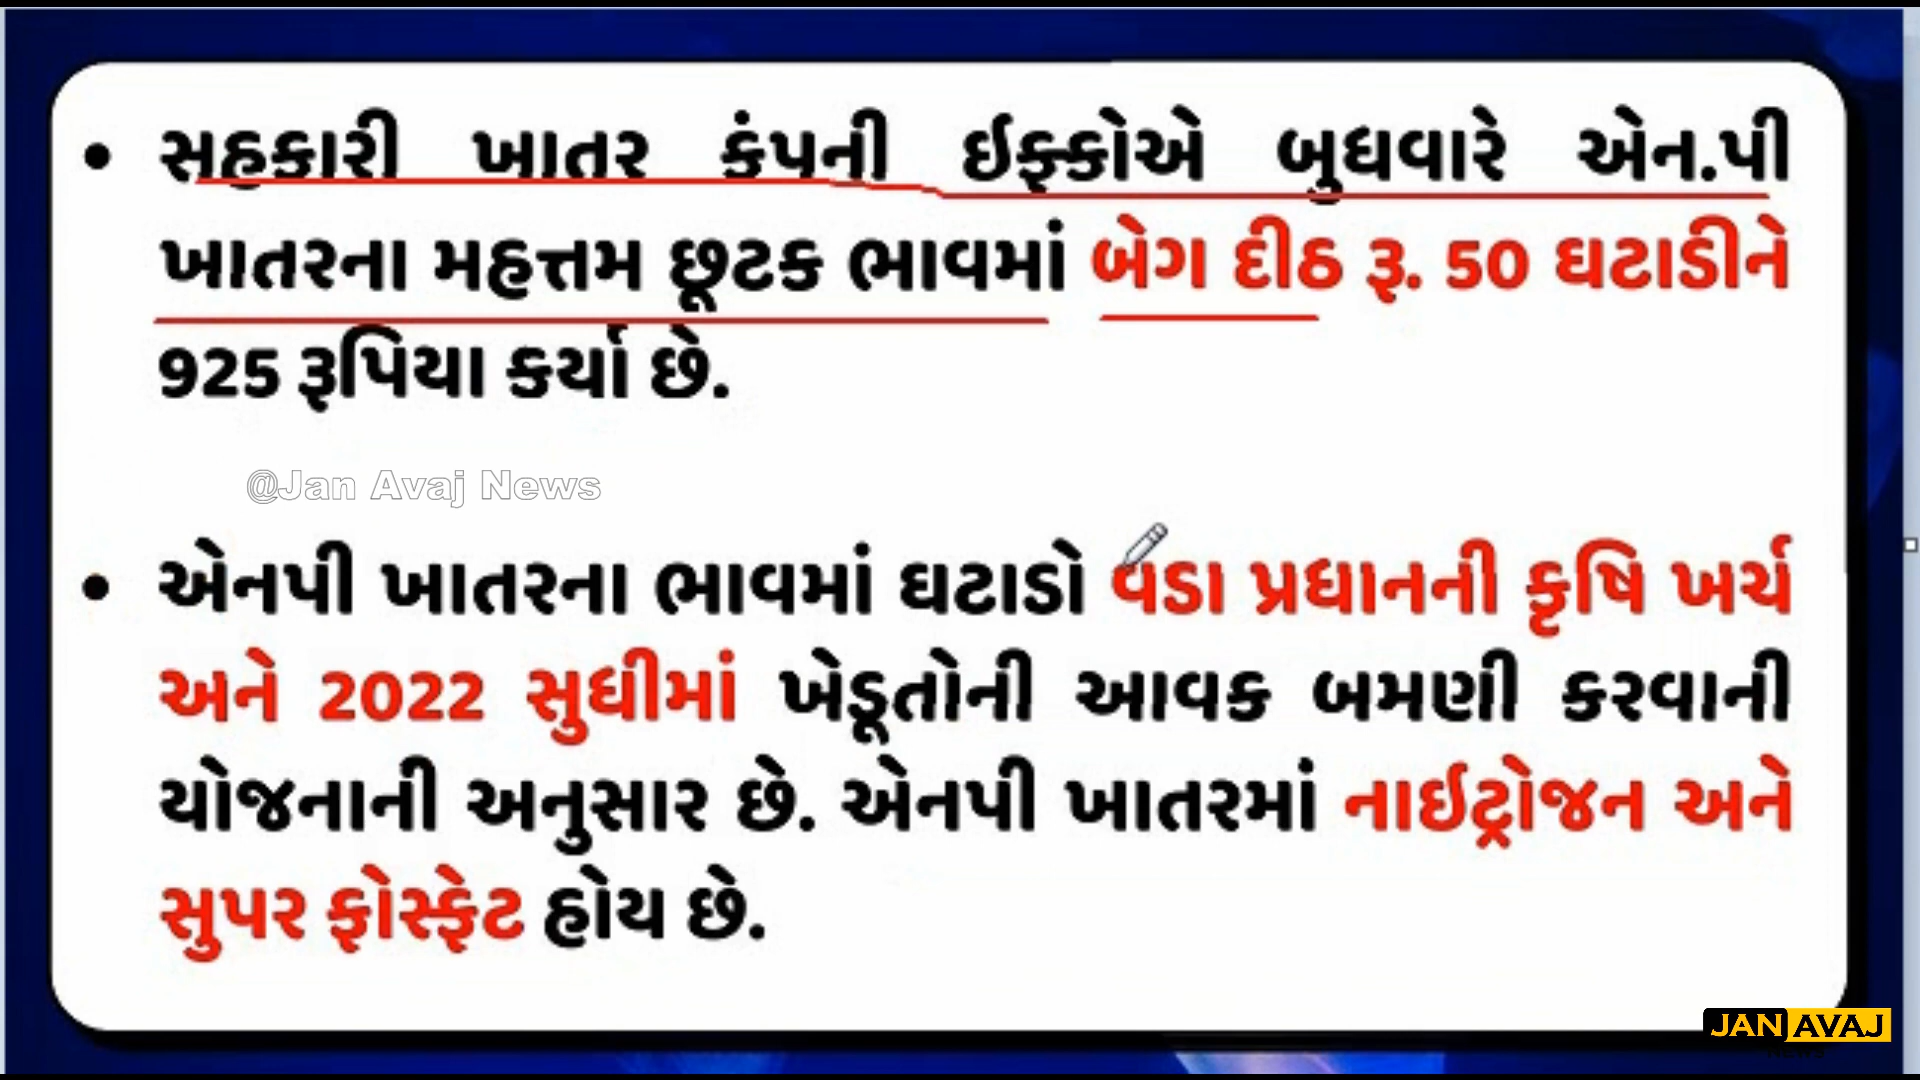 • સહકારી ખાતર કંપની ઇફ્કોએ બુધવારે એન.પી
ખાતરના મહત્તમ છૂટક ભાવમાં બેગ દીઠ રૂ. 50 ઘટાડીને
925 રૂપિયા કર્યા છે.
@Jan Avaj News
• એનપી ખાતરના ભાવમાં ઘટાડો વડા પ્રધાનની કૃષિ ખર્ચ
અને 2022 સુધીમાં ખેડૂતોની આવક બમણી કરવાની
યોજનાની અનુસાર છે. એનપી ખાતરમાં નાઈટ્રોજન અને
સુપર ફોસ્ફેટ હોય છે.
JAN AVAJ
NEWS